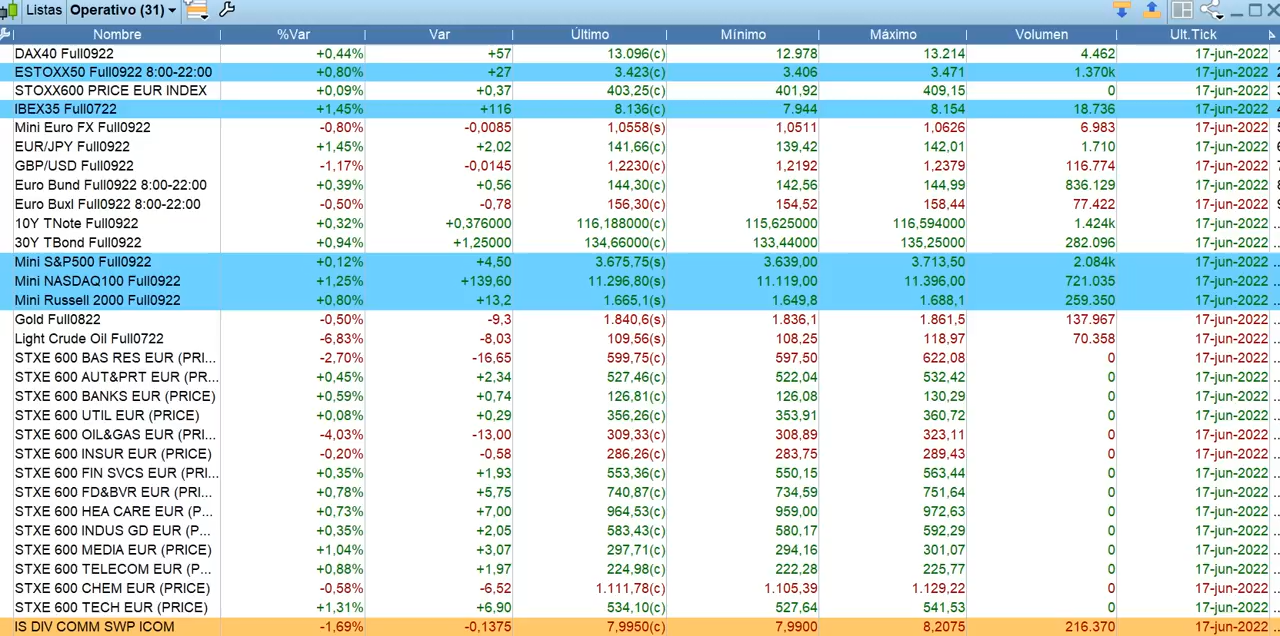 Listas Operativo (31)
Nombre %Var Var Último Mínimo Máximo Volumen Ult.Tick
DAX40 Full0922 +0,44% +57 13.096(c) 12.978 13.214 4.462 17-jun-2022
ESTOXX50 Full0922 8:00-22:00 +0,80% +27 3.423(c) 3.406 3.471 1.370k 17-jun-2022
STOXX600 PRICE EUR INDEX +0,09% +0,37 403,25(c) 401,92 409,15 0 17-jun-2022
IBEX35 Full0722 +1,45% +116 8.136(c) 7.944 8.154 18.736 17-jun-2022
Mini Euro FX Full0922 -0,80% -0,0085 1,0558(s) 1,0511 1,0626 6.983 17-jun-2022
EUR/JPY Full0922 +1,45% +2,02 141,66(c) 139,42 142,01 1.710 17-jun-2022
GBP/USD Full0922 -1,17% -0,0145 1,2230(c) 1,2192 1,2379 116.774 17-jun-2022
Euro Bund Full0922 8:00-22:00 +0,39% +0,56 144,30(c) 142,56 144,99 836.129 17-jun-2022
Euro Buxl Full0922 8:00-22:00 -0,50% -0,78 156,30(c) 154,52 158,44 77.422 17-jun-2022
10Y TNote Full0922 +0,32% +0,376000 116,188000(c) 115,625000 116,594000 1.424k 17-jun-2022
30Y TBond Full0922 +0,94% +1,25000 134,66000(c) 133,44000 135,25000 282.096 17-jun-2022
Mini S&P500 Full0922 +0,12% +4,50 3.675,75(s) 3.639,00 3.713,50 2.084k 17-jun-2022
Mini NASDAQ100 Full0922 +1,25% +139,60 11.296,80(s) 11.119,00 11.396,00 721.035 17-jun-2022
Mini Russell 2000 Full0922 +0,80% +13,2 1.665,1(s) 1.649,8 1.688,1 259.350 17-jun-2022
Gold Full0822 -0,50% -9,3 1.840,6(s) 1.836,1 1.861,5 137.967 17-jun-2022
Light Crude Oil Full0722 -6,83% -8,03 109,56(s) 108,25 118,97 70.358 17-jun-2022
STXE 600 BAS RES EUR (PRI... -2,70% -16,65 599,75(c) 597,50 622,08 0 17-jun-2022
STXE 600 AUT&PRT EUR (PR... +0,45% +2,34 527,46(c) 522,04 532,42 0 17-jun-2022
STXE 600 BANKS EUR (PRICE) +0,59% +0,74 126,81(c) 126,08 130,29 0 17-jun-2022
STXE 600 UTIL EUR (PRICE) +0,08% +0,29 356,26(c) 353,91 360,72 0 17-jun-2022
STXE 600 OIL&GAS EUR (PRI... -4,03% -13,00 309,33(c) 308,89 323,11 0 17-jun-2022
STXE 600 INSUR EUR (PRICE) -0,20% -0,58 286,26(c) 283,75 289,43 0 17-jun-2022
STXE 600 FIN SVCS EUR (PRI... +0,35% +1,93 553,36(c) 550,15 563,44 0 17-jun-2022
STXE 600 FD&BVR EUR (PRI... +0,78% +5,75 740,87(c) 734,59 751,64 0 17-jun-2022
STXE 600 HEA CARE EUR (P... +0,73% +7,00 964,53(c) 959,00 972,63 0 17-jun-2022
STXE 600 INDUS GD EUR (P... +0,35% +2,05 583,43(c) 580,17 592,29 0 17-jun-2022
STXE 600 MEDIA EUR (PRICE) +1,04% +3,07 297,71(c) 294,16 301,07 0 17-jun-2022
STXE 600 TELECOM EUR (P... +0,88% +1,97 224,98(c) 222,28 225,77 0 17-jun-2022
STXE 600 CHEM EUR (PRICE) -0,58% -6,52 1.111,78(c) 1.105,39 1.129,22 0 17-jun-2022
STXE 600 TECH EUR (PRICE) +1,31% +6,90 534,10(c) 527,64 541,53 0 17-jun-2022
IS DIV COMM SWP ICOM -1,69% -0,1375 7,9950(c) 7,9900 8,2075 216.370 17-jun-2022